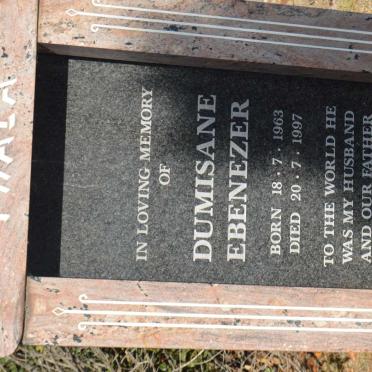 IN LOVING MEMORY
OF
DUMISANE
EBENEZER
BORN 18 · 7 · 1963
DIED 20 · 7 · 1997
TO THE WORLD HE
WAS MY HUSBAND
AND OUR FATHER